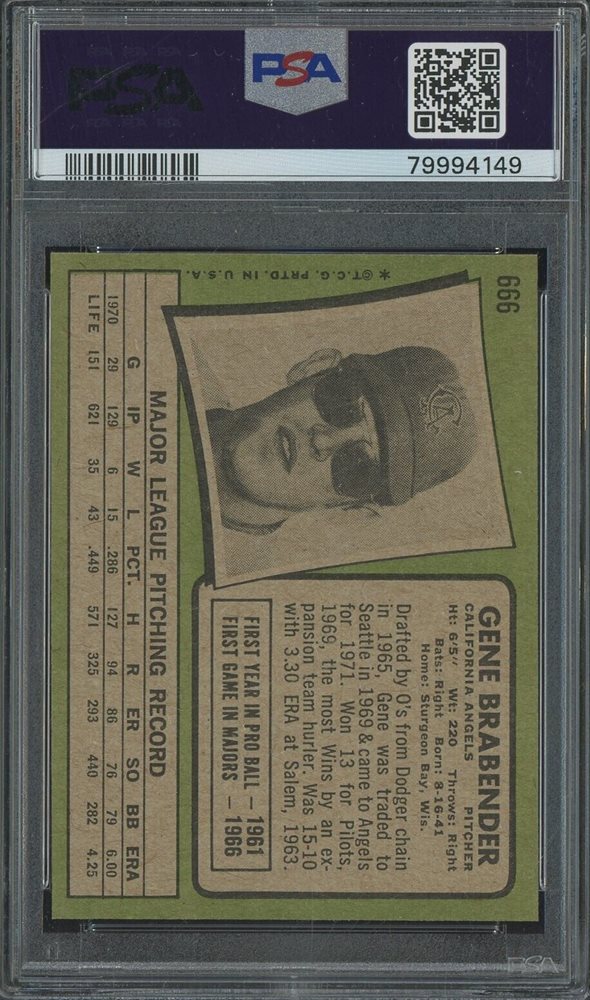 PSA
PSA
79994149
666
*©T.C.G. PRTD. IN U.S.A.
GENE BRABENDER
CALIFORNIA ANGELS PITCHER
Ht: 6'5" Wt: 220 Throws: Right
Bats: Right Born: 8-16-41
Home: Sturgeon Bay, Wis.
Drafted by O's from Dodger chain
in 1965, Gene was traded to
Seattle in 1969 & came to Angels
for 1971. Won 13 for Pilots,
1969, the most Wins by an ex-
pansion team hurler. Was 15-10
with 3.30 ERA at Salem, 1963.
FIRST YEAR IN PRO BALL — 1961
FIRST GAME IN MAJORS — 1966
MAJOR LEAGUE PITCHING RECORD
G IP W L PCT. H R ER SO BB ERA
1970 29 129 6 15 .286 127 94 86 76 79 6.00
LIFE 151 621 35 43 .449 571 325 293 440 282 4.25
PSA